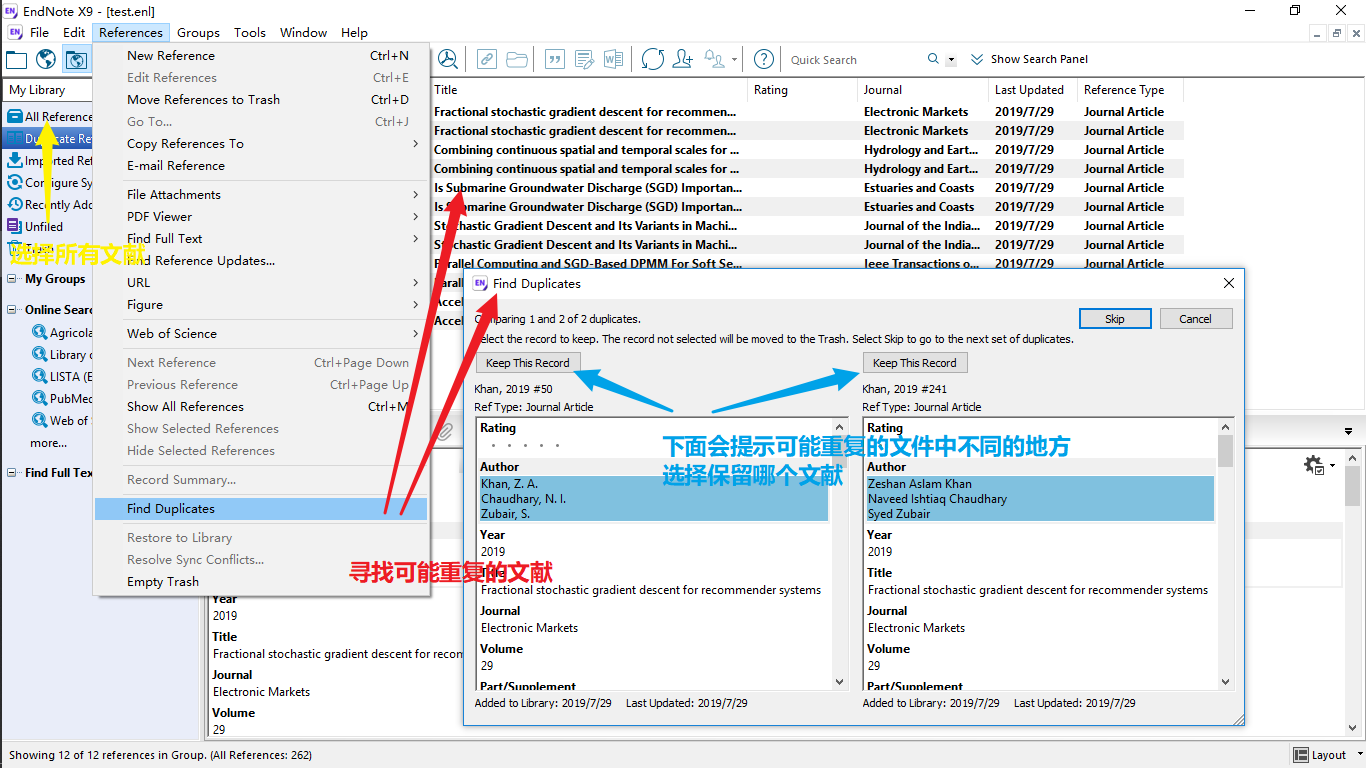 EndNote X9 - [test.enl]
File Edit References Groups Tools Window Help
Quick Search
Show Search Panel
My Library
All Reference
Duplicate Ref
Imported Ref
Configure Sy
Recently Add
Unfiled
Trash
选择所有文献
My Groups
Online Searc
Agricola
Library o
LISTA (E
PubMed
Web of S
more...
Find Full Tex
New Reference Ctrl+N
Edit References Ctrl+E
Move References to Trash Ctrl+D
Go To... Ctrl+J
Copy References To
E-mail Reference
File Attachments
PDF Viewer
Find Full Text
Find Reference Updates...
URL
Figure
Web of Science
Next Reference Ctrl+Page Down
Previous Reference Ctrl+Page Up
Show All References Ctrl+M
Show Selected References
Hide Selected References
Record Summary...
Find Duplicates
Restore to Library
Resolve Sync Conflicts...
Empty Trash
寻找可能重复的文献
Title Rating Journal Last Updated Reference Type
Fractional stochastic gradient descent for recommen... Electronic Markets 2019/7/29 Journal Article
Fractional stochastic gradient descent for recommen... Electronic Markets 2019/7/29 Journal Article
Combining continuous spatial and temporal scales for ... Hydrology and Eart... 2019/7/29 Journal Article
Combining continuous spatial and temporal scales for ... Hydrology and Eart... 2019/7/29 Journal Article
Is Submarine Groundwater Discharge (SGD) Importan... Estuaries and Coasts 2019/7/29 Journal Article
Is Submarine Groundwater Discharge (SGD) Importan... Estuaries and Coasts 2019/7/29 Journal Article
Stochastic Gradient Descent and Its Variants in Machi... Journal of the India... 2019/7/29 Journal Article
Stochastic Gradient Descent and Its Variants in Machi... Journal of the India... 2019/7/29 Journal Article
Parallel Computing and SGD-Based DPMM For Soft Se... Ieee Transactions o... 2019/7/29 Journal Article
Parall
Accel
Accel
Find Duplicates
Comparing 1 and 2 of 2 duplicates.
Skip Cancel
Select the record to keep. The record not selected will be moved to the Trash. Select Skip to go to the next set of duplicates.
Keep This Record Keep This Record
Khan, 2019 #50 Khan, 2019 #241
Ref Type: Journal Article Ref Type: Journal Article
下面会提示可能重复的文件中不同的地方
选择保留哪个文献
Rating
Author
Khan, Z. A.
Chaudhary, N. I.
Zubair, S.
Year
2019
Title
Fractional stochastic gradient descent for recommender systems
Journal
Electronic Markets
Volume
29
Part/Supplement
Added to Library: 2019/7/29 Last Updated: 2019/7/29
Rating
Author
Zeshan Aslam Khan
Naveed Ishtiaq Chaudhary
Syed Zubair
Year
2019
Title
Fractional stochastic gradient descent for recommender systems
Journal
Electronic Markets
Volume
29
Part/Supplement
Added to Library: 2019/7/29 Last Updated: 2019/7/29
Year
2019
Title
Fractional stochastic gradient descent for recom
Journal
Electronic Markets
Volume
29
Showing 12 of 12 references in Group. (All References: 262)
Layout